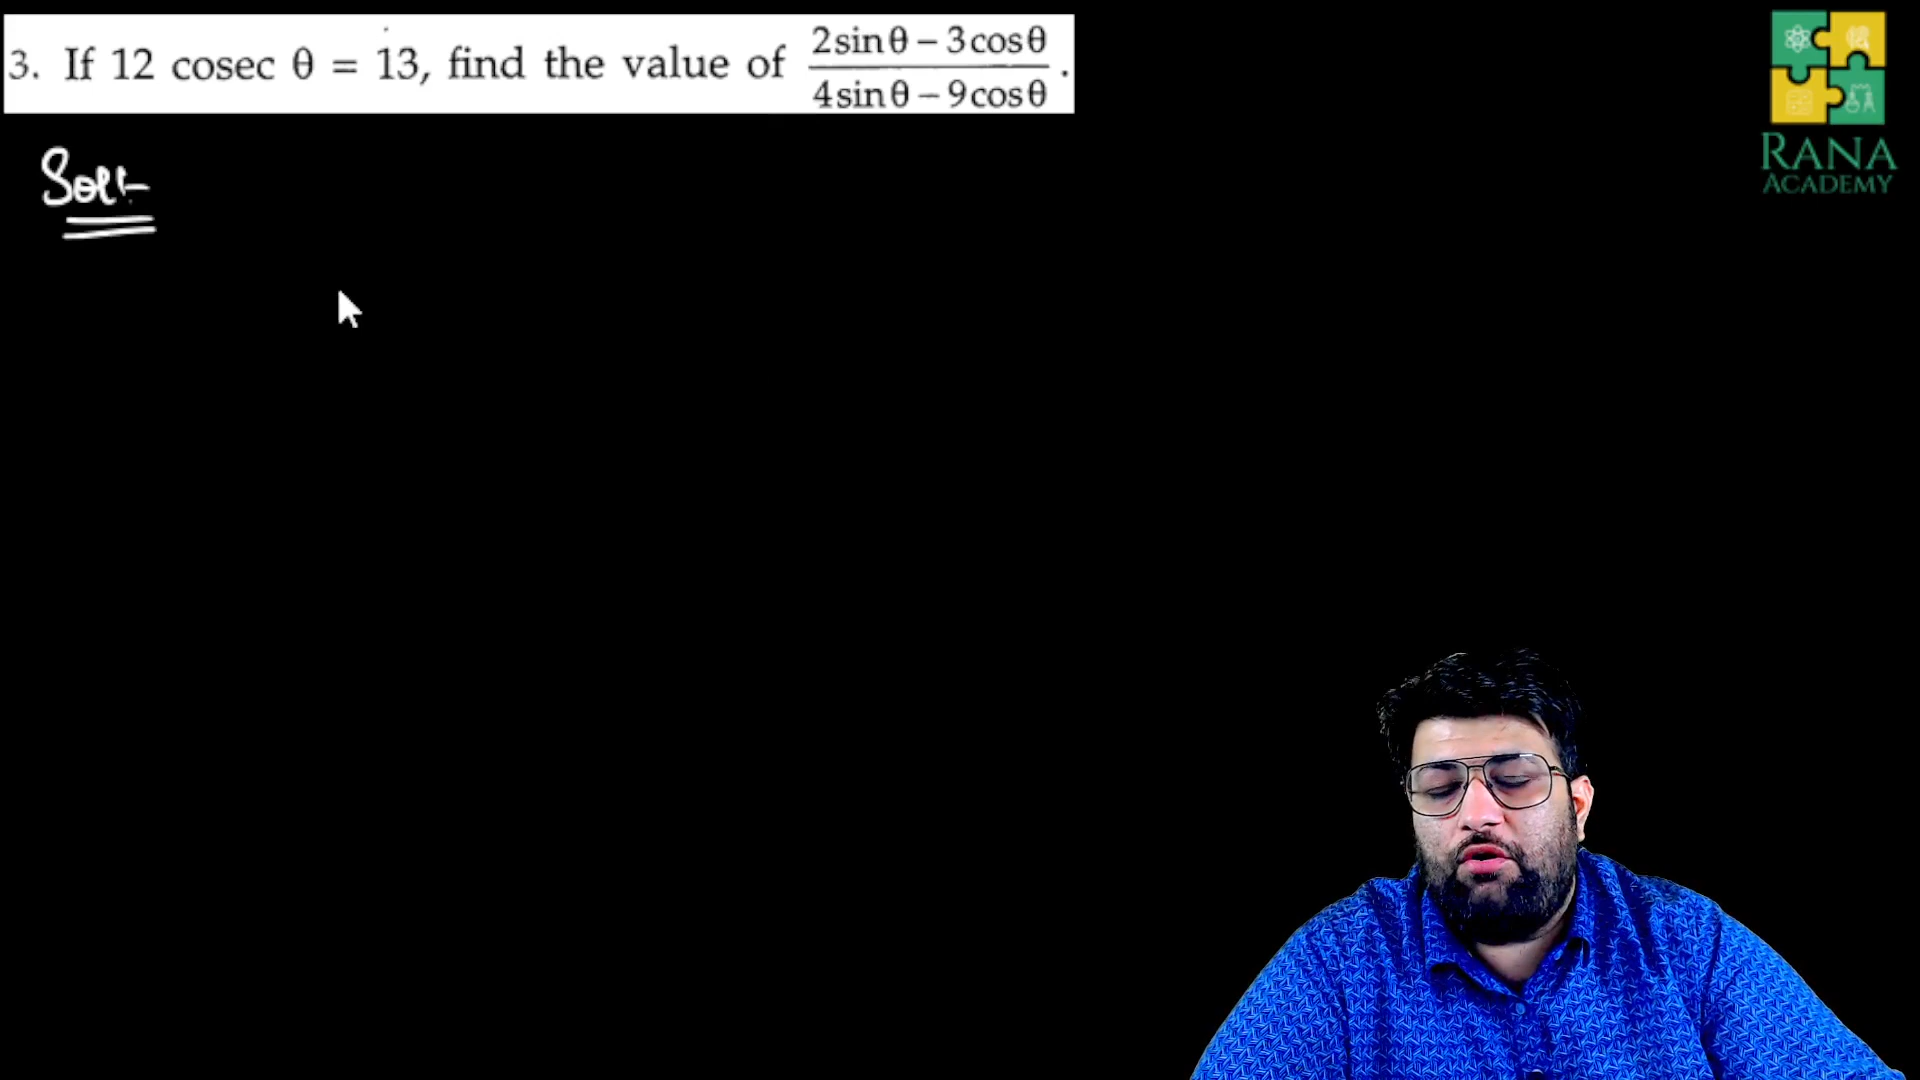 3. If 12 cosec θ = 13, find the value of (2sinθ – 3cosθ)/(4sinθ – 9cosθ).
Sol:-
RANA
ACADEMY